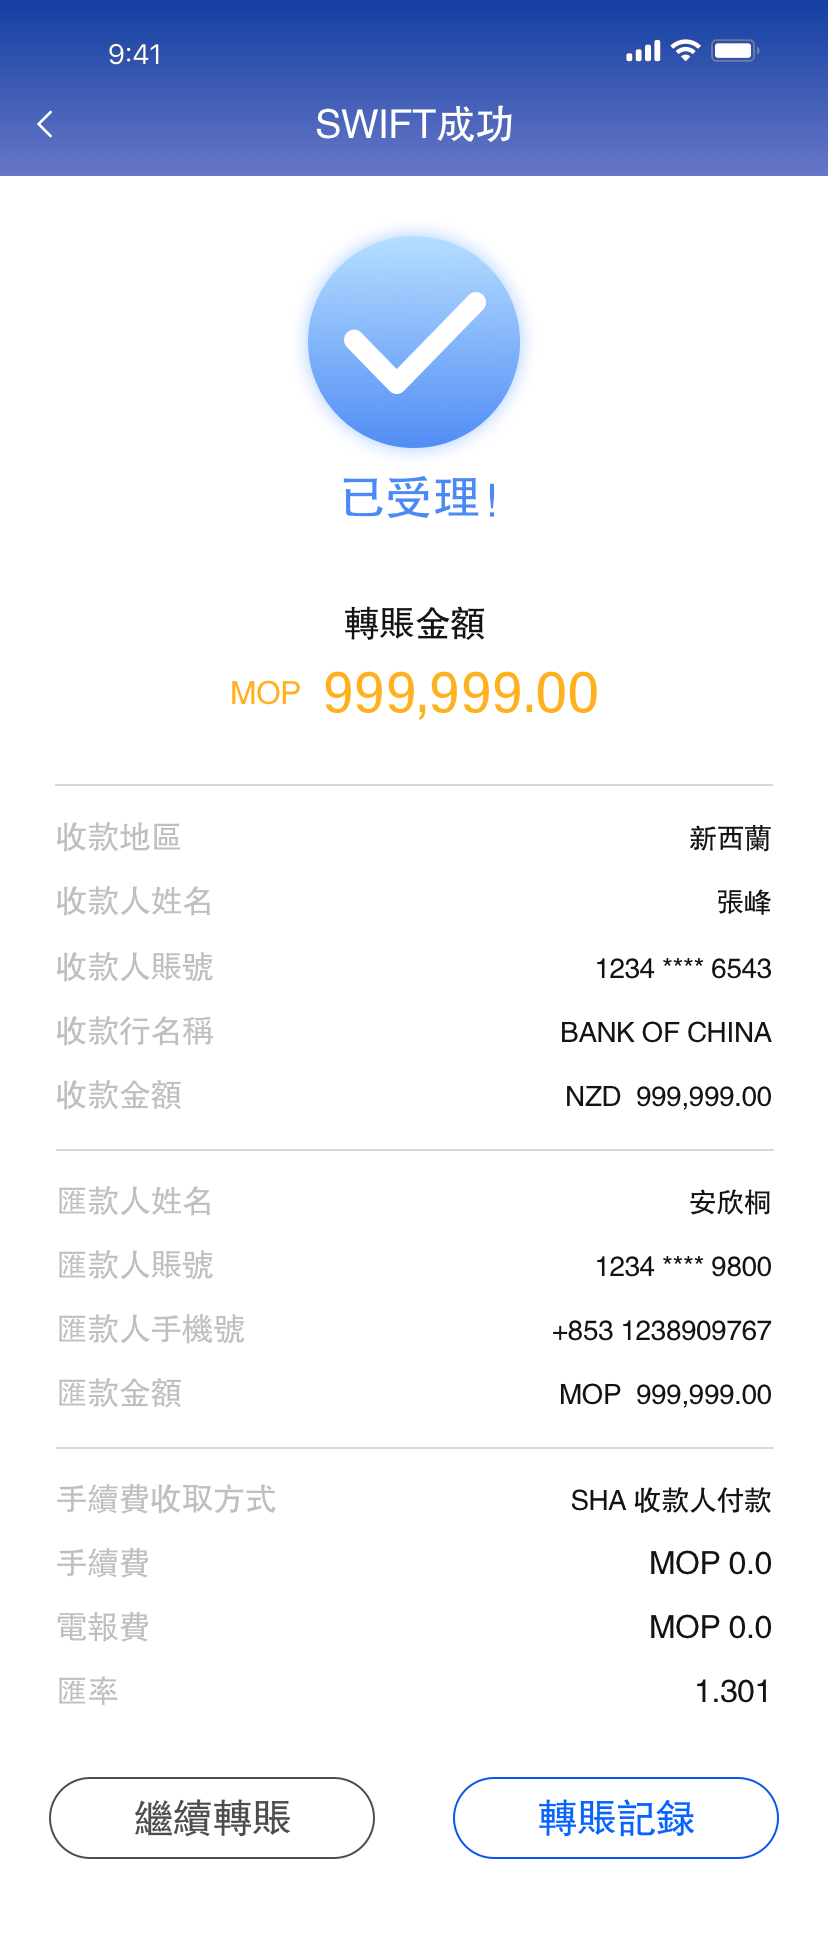 9:41
SWIFT成功
已受理!
轉賬金額
MOP 999,999.00
收款地區 新西蘭
收款人姓名 張峰
收款人賬號 1234 **** 6543
收款行名稱 BANK OF CHINA
收款金額 NZD 999,999.00
匯款人姓名 安欣桐
匯款人賬號 1234 **** 9800
匯款人手機號 +853 1238909767
匯款金額 MOP 999,999.00
手續費收取方式 SHA 收款人付款
手續費 MOP 0.0
電報費 MOP 0.0
匯率 1.301
繼續轉賬 轉賬記録